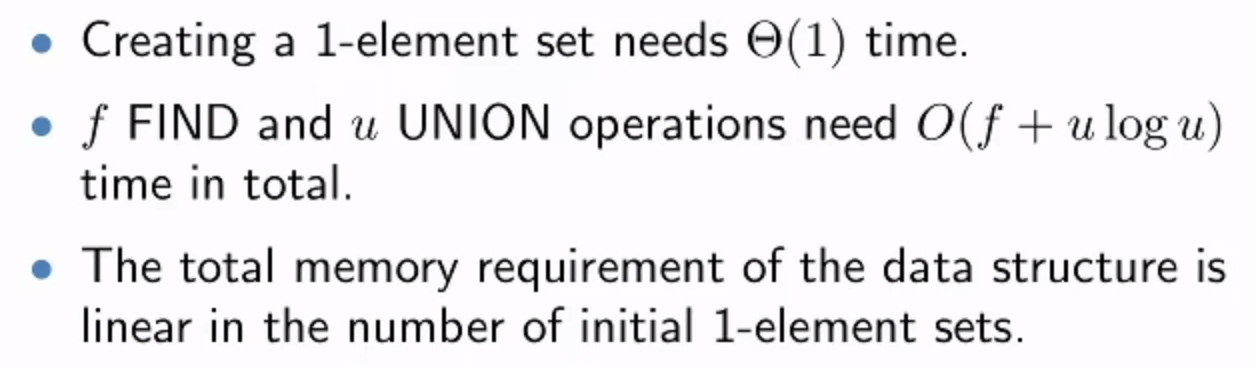 • Creating a 1-element set needs Θ(1) time.
• f FIND and u UNION operations need O(f + u log u)
time in total.
• The total memory requirement of the data structure is
linear in the number of initial 1-element sets.